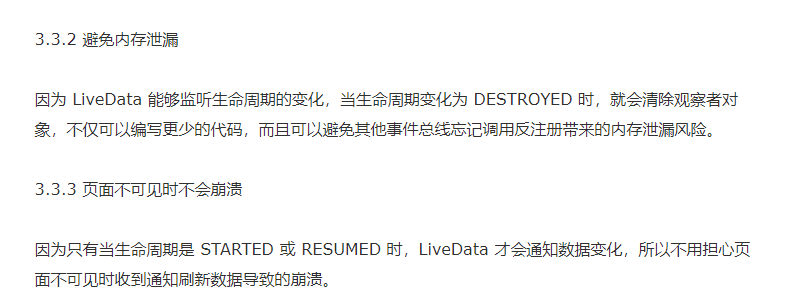 3.3.2 避免内存泄漏
因为 LiveData 能够监听生命周期的变化，当生命周期变化为 DESTROYED 时，就会清除观察者对
象，不仅可以编写更少的代码，而且可以避免其他事件总线忘记调用反注册带来的内存泄漏风险。
3.3.3 页面不可见时不会崩溃
因为只有当生命周期是 STARTED 或 RESUMED 时，LiveData 才会通知数据变化，所以不用担心页
面不可见时收到通知刷新数据导致的崩溃。